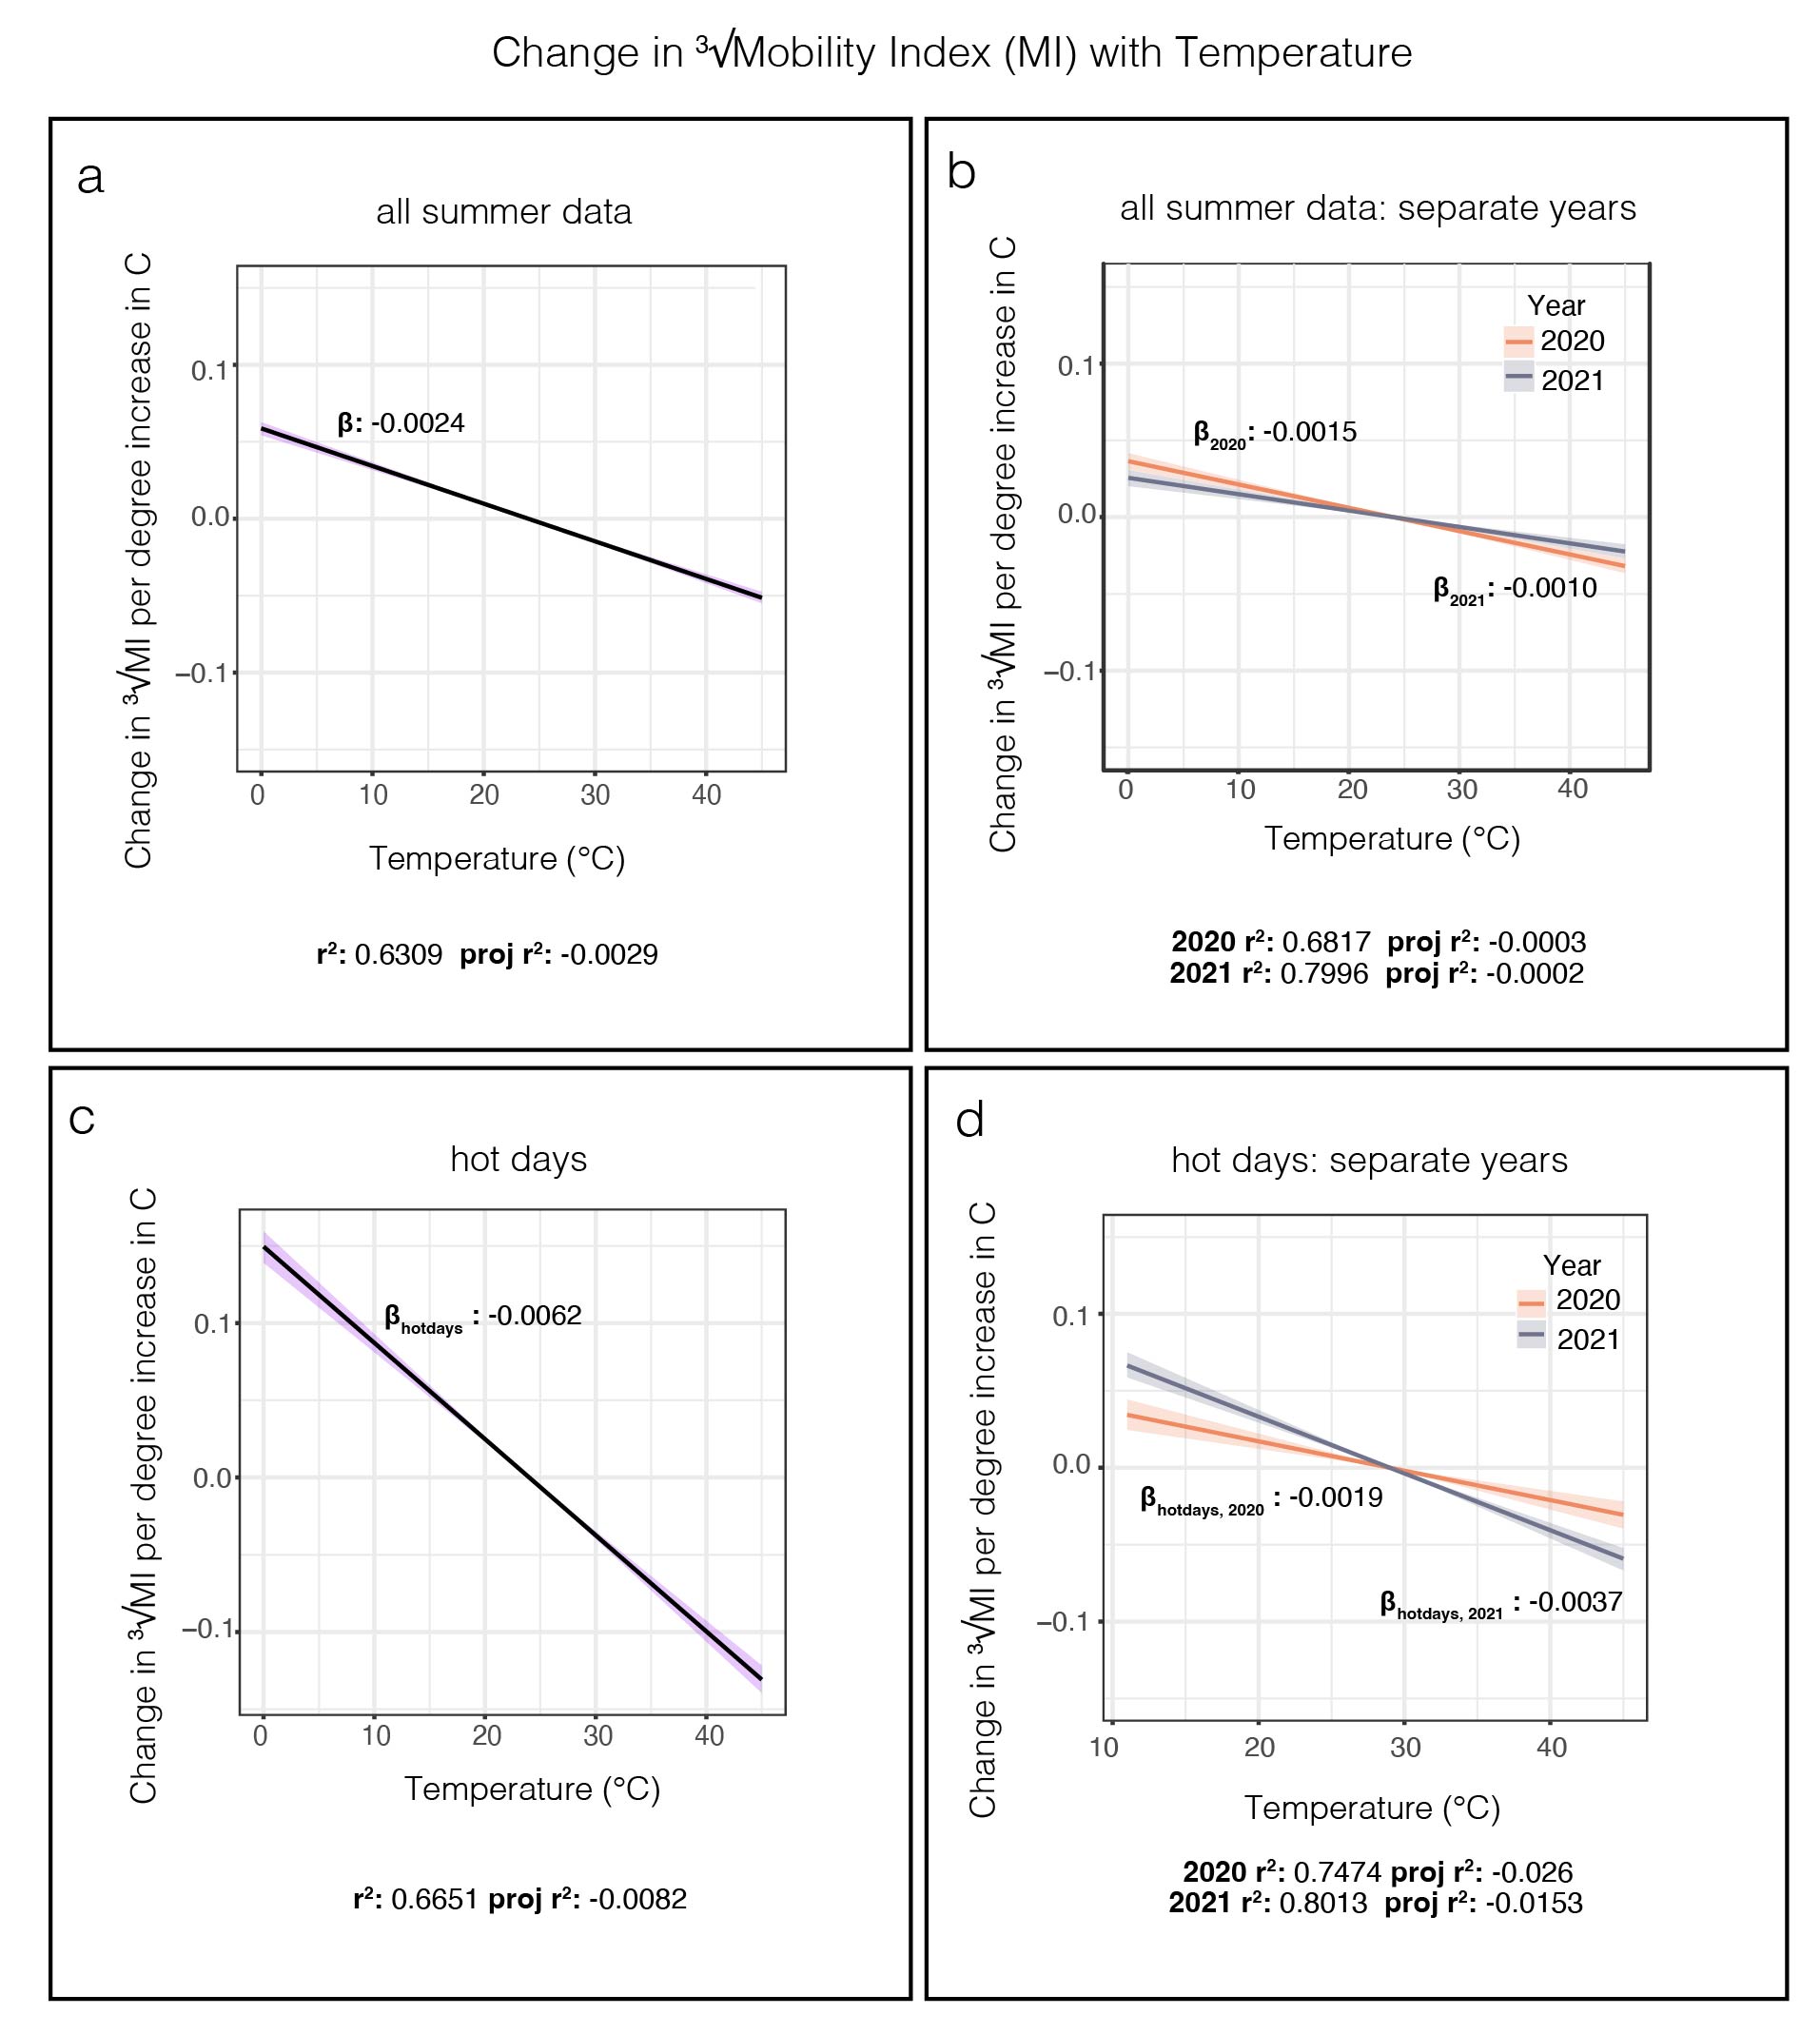 Change in ³√Mobility Index (MI) with Temperature
a
all summer data
Change in ³√MI per degree increase in C
0.1
0.0
−0.1
β: -0.0024
0 10 20 30 40
Temperature (°C)
r²: 0.6309 proj r²: -0.0029
b
all summer data: separate years
Change in ³√MI per degree increase in C
0.1
0.0
−0.1
Year
2020
2021
β2020: -0.0015
β2021: -0.0010
0 10 20 30 40
Temperature (°C)
2020 r²: 0.6817 proj r²: -0.0003
2021 r²: 0.7996 proj r²: -0.0002
c
hot days
Change in ³√MI per degree increase in C
0.1
0.0
−0.1
βhotdays : -0.0062
0 10 20 30 40
Temperature (°C)
r²: 0.6651 proj r²: -0.0082
d
hot days: separate years
Change in ³√MI per degree increase in C
0.1
0.0
−0.1
Year
2020
2021
βhotdays, 2020 : -0.0019
βhotdays, 2021 : -0.0037
10 20 30 40
Temperature (°C)
2020 r²: 0.7474 proj r²: -0.026
2021 r²: 0.8013 proj r²: -0.0153